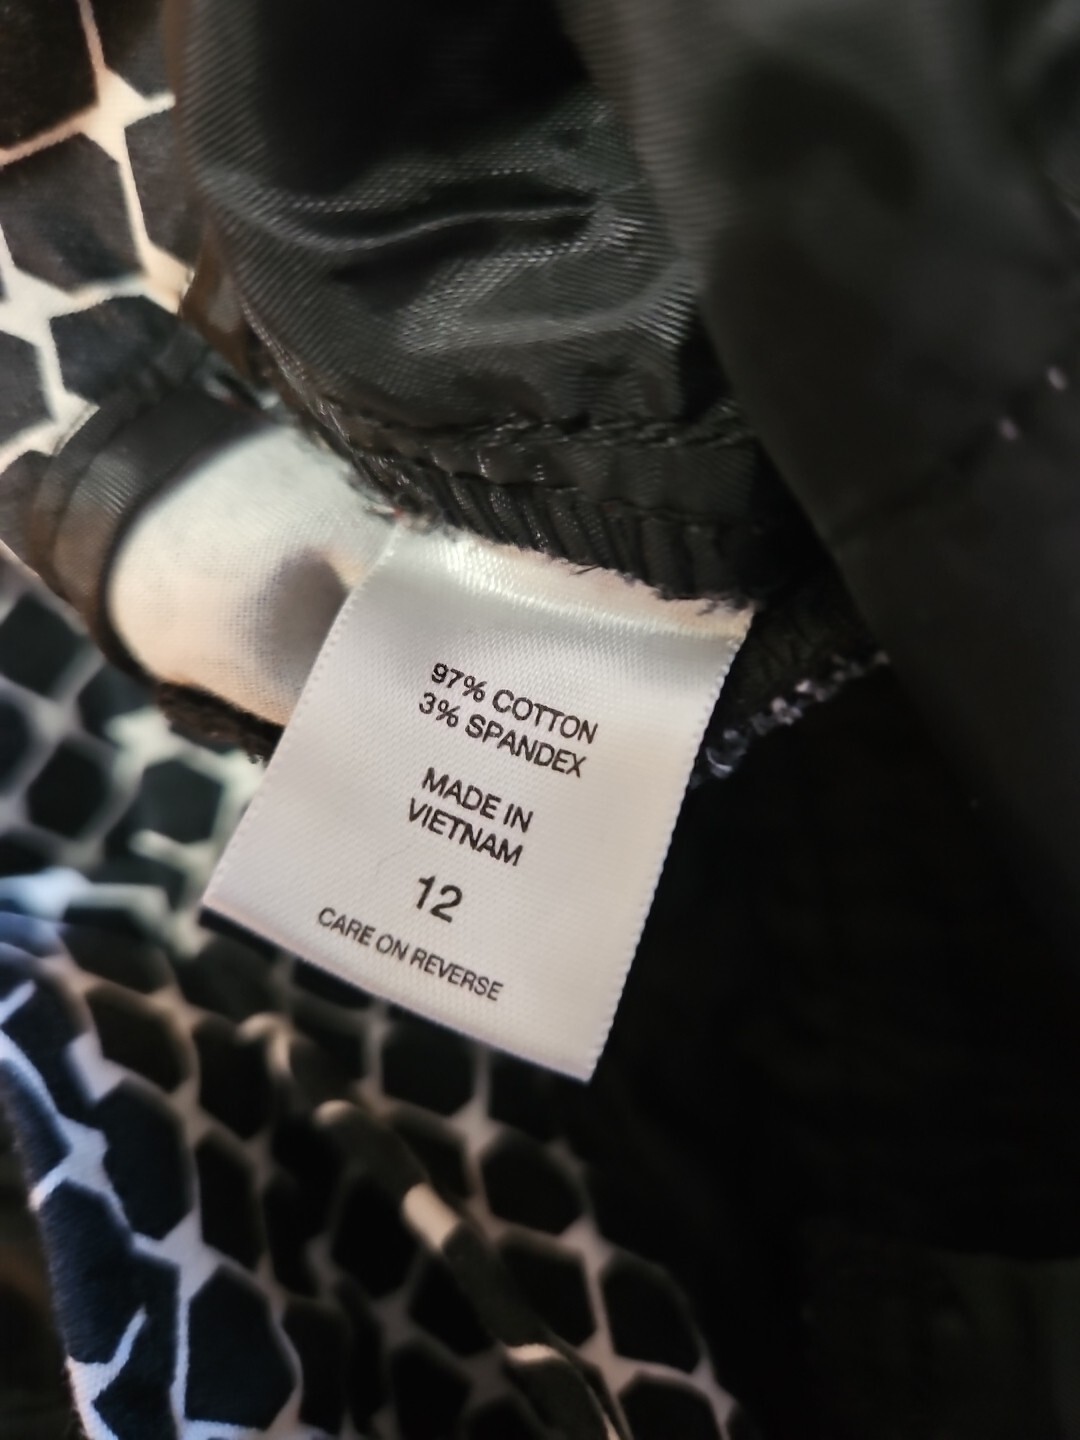 97% COTTON
3% SPANDEX
MADE IN
VIETNAM
12
CARE ON REVERSE